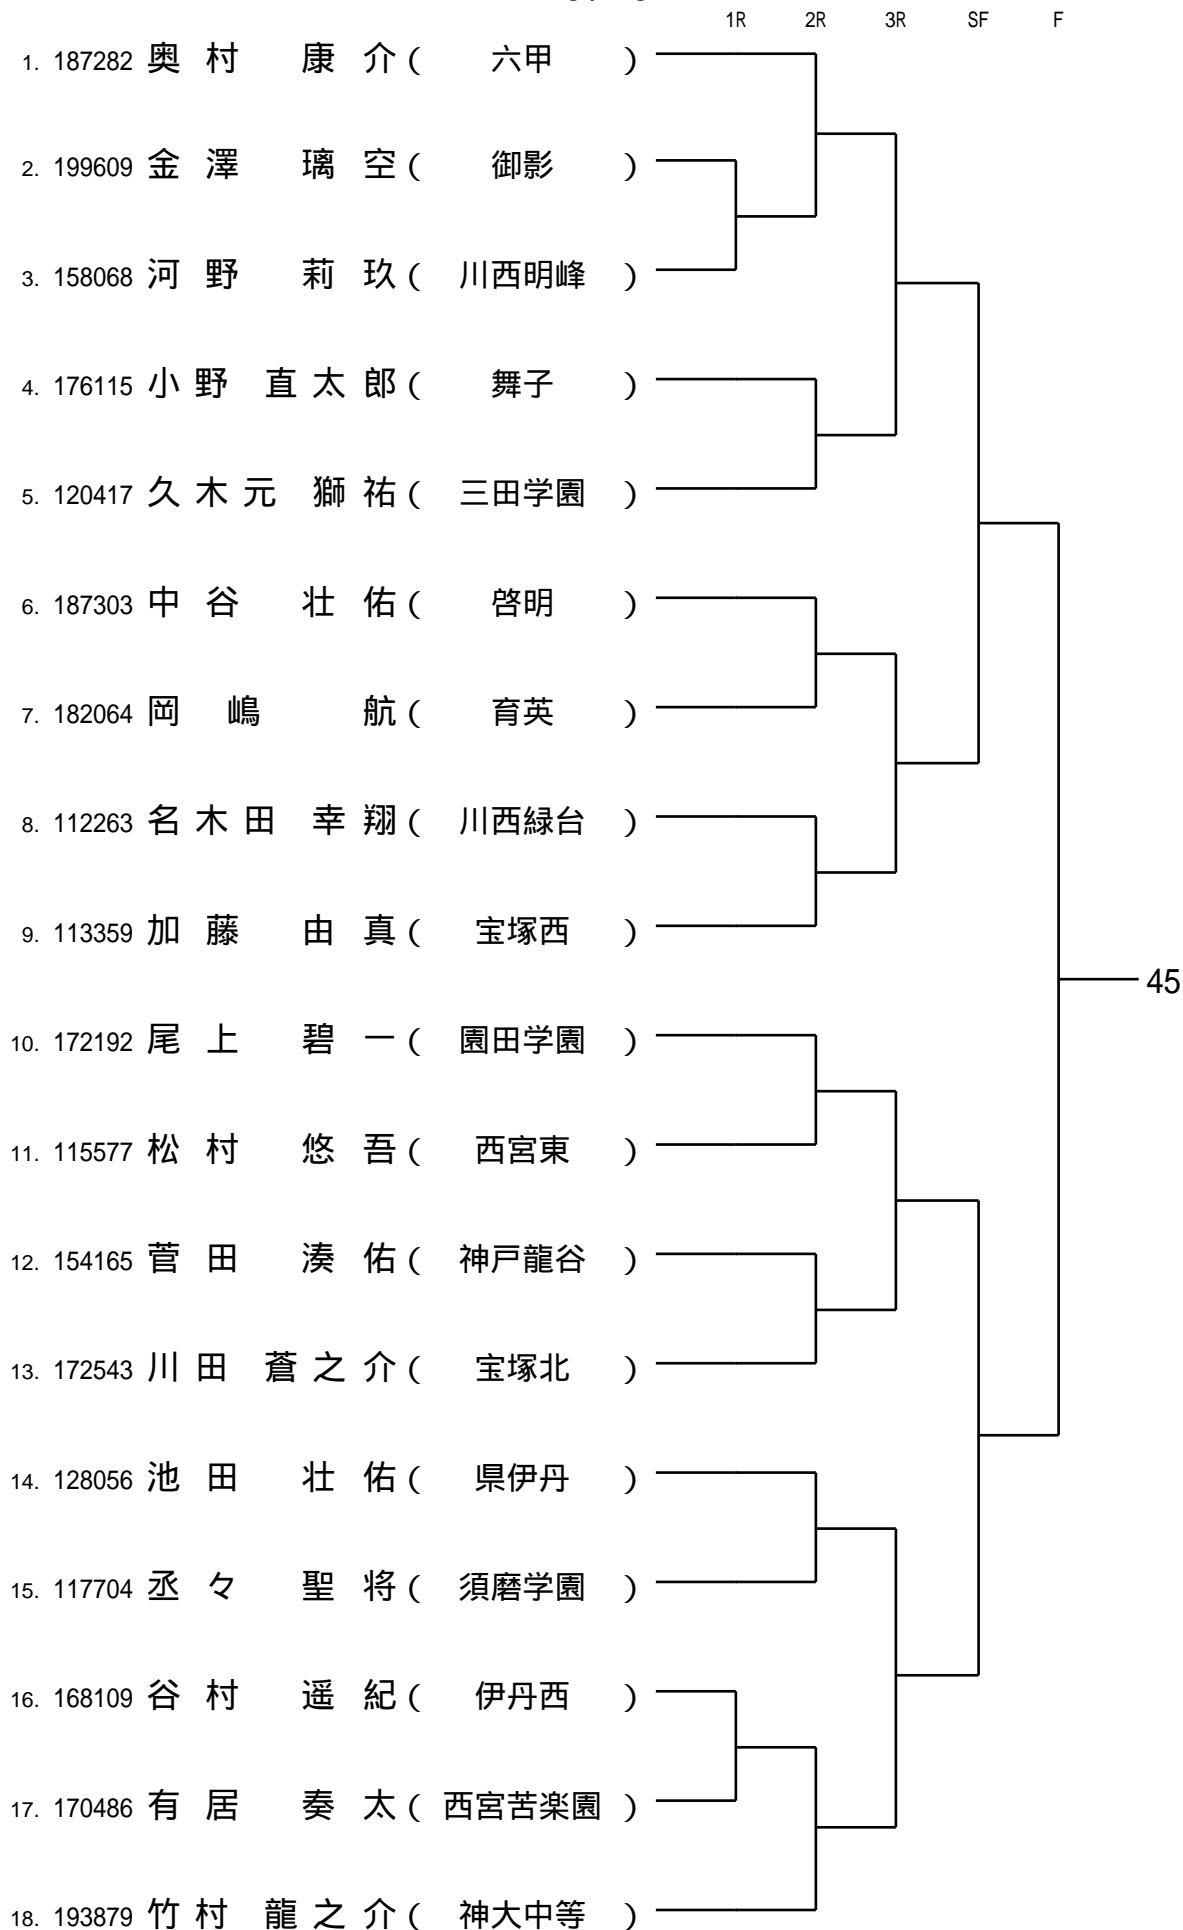 1R 2R 3R SF F
1. 187282 奥村 康介 ( 六甲 )
2. 199609 金澤 璃空 ( 御影 )
3. 158068 河野 莉玖 ( 川西明峰 )
4. 176115 小野 直太郎 ( 舞子 )
5. 120417 久木元 獅祐 ( 三田学園 )
6. 187303 中谷 壮佑 ( 啓明 )
7. 182064 岡嶋 航 ( 育英 )
8. 112263 名木田 幸翔 ( 川西緑台 )
9. 113359 加藤 由真 ( 宝塚西 )
45
10. 172192 尾上 碧一 ( 園田学園 )
11. 115577 松村 悠吾 ( 西宮東 )
12. 154165 菅田 湊佑 ( 神戸龍谷 )
13. 172543 川田 蒼之介 ( 宝塚北 )
14. 128056 池田 壮佑 ( 県伊丹 )
15. 117704 丞々 聖将 ( 須磨学園 )
16. 168109 谷村 遥紀 ( 伊丹西 )
17. 170486 有居 奏太 ( 西宮苦楽園 )
18. 193879 竹村 龍之介 ( 神大中等 )